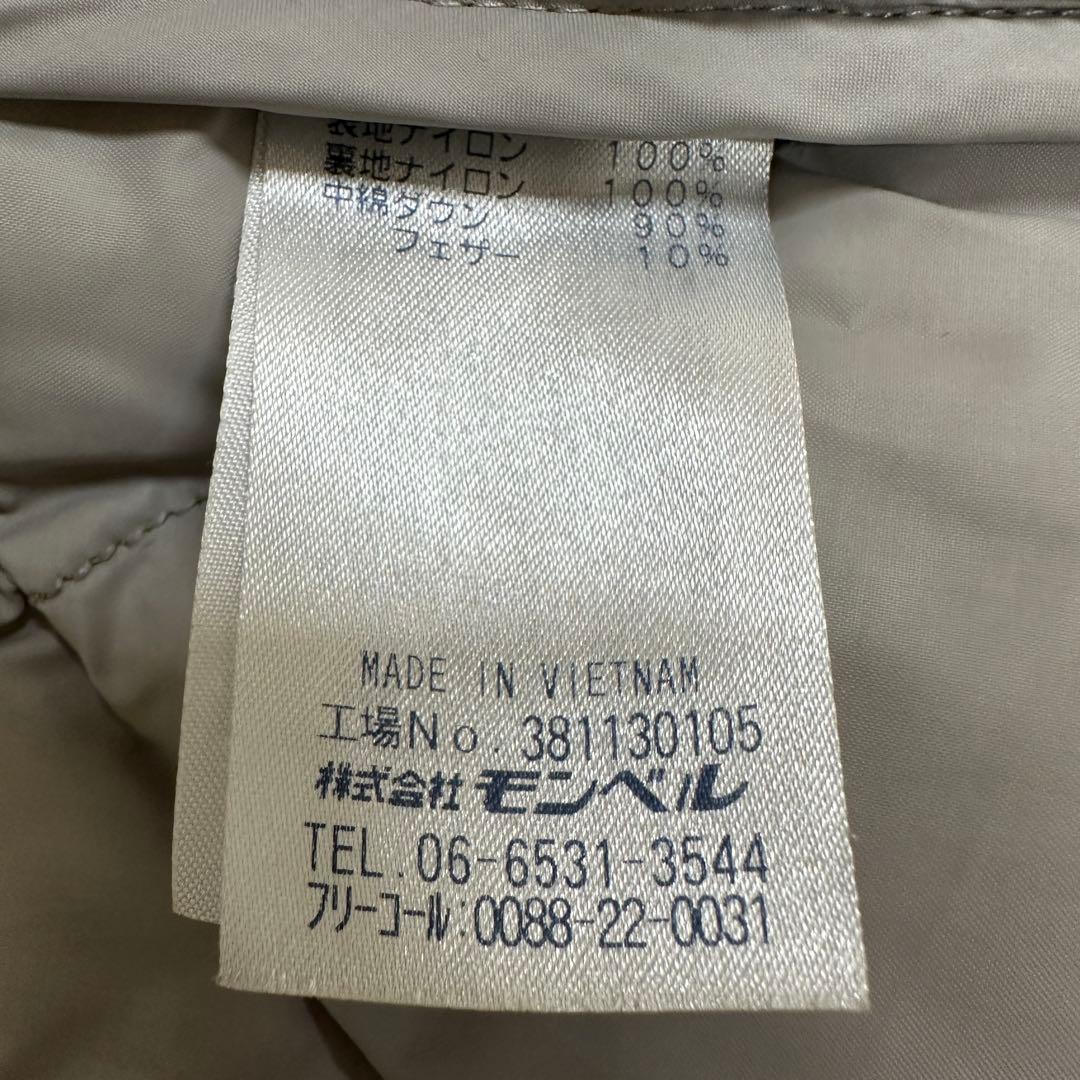 表地ナイロン 100%
裏地ナイロン 100%
中綿ダウン 90%
フェザー 10%
MADE IN VIETNAM
工場No. 381130105
株式会社モンベル
TEL. 06-6531-3544
フリーコール:0088-22-0031